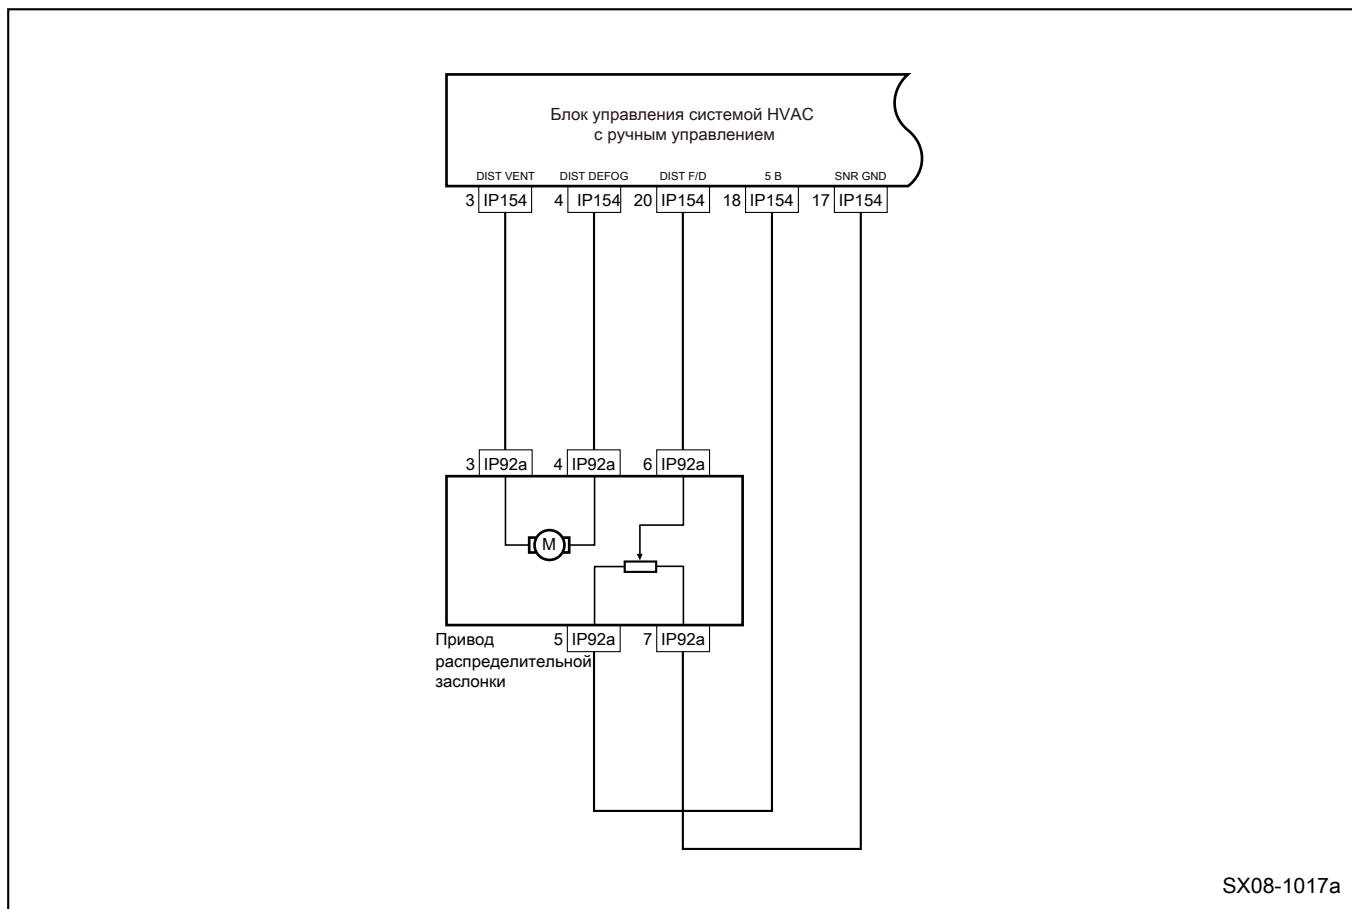 Блок управления системой HVAC
с ручным управлением
DIST VENT DIST DEFOG DIST F/D 5 В SNR GND
3 IP154 4 IP154 20 IP154 18 IP154 17 IP154
3 IP92a 4 IP92a 6 IP92a
M
5 IP92a 7 IP92a
Привод
распределительной
заслонки
SX08-1017a